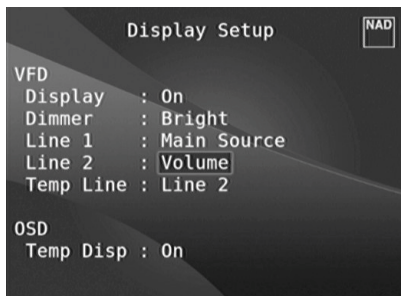 Display Setup
NAD
VFD
Display : On
Dimmer : Bright
Line 1 : Main Source
Line 2 : Volume
Temp Line : Line 2
OSD
Temp Disp : On